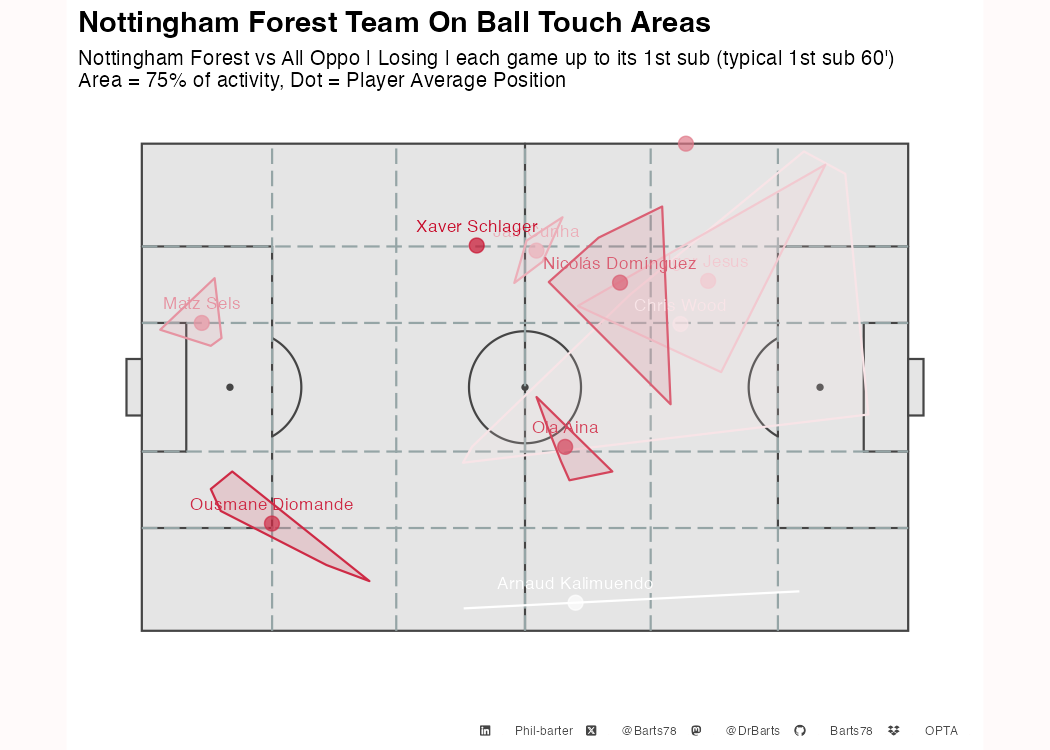 Nottingham Forest Team On Ball Touch Areas
Nottingham Forest vs All Oppo | Losing | each game up to its 1st sub (typical 1st sub 60')
Area = 75% of activity, Dot = Player Average Position
Xaver Schlager
Nicolás Domínguez
Jesus
Matz Sels
Chris Wood
Ola Aina
Ousmane Diomande
Arnaud Kalimuendo
Phil-barter @Barts78 @DrBarts Barts78 OPTA